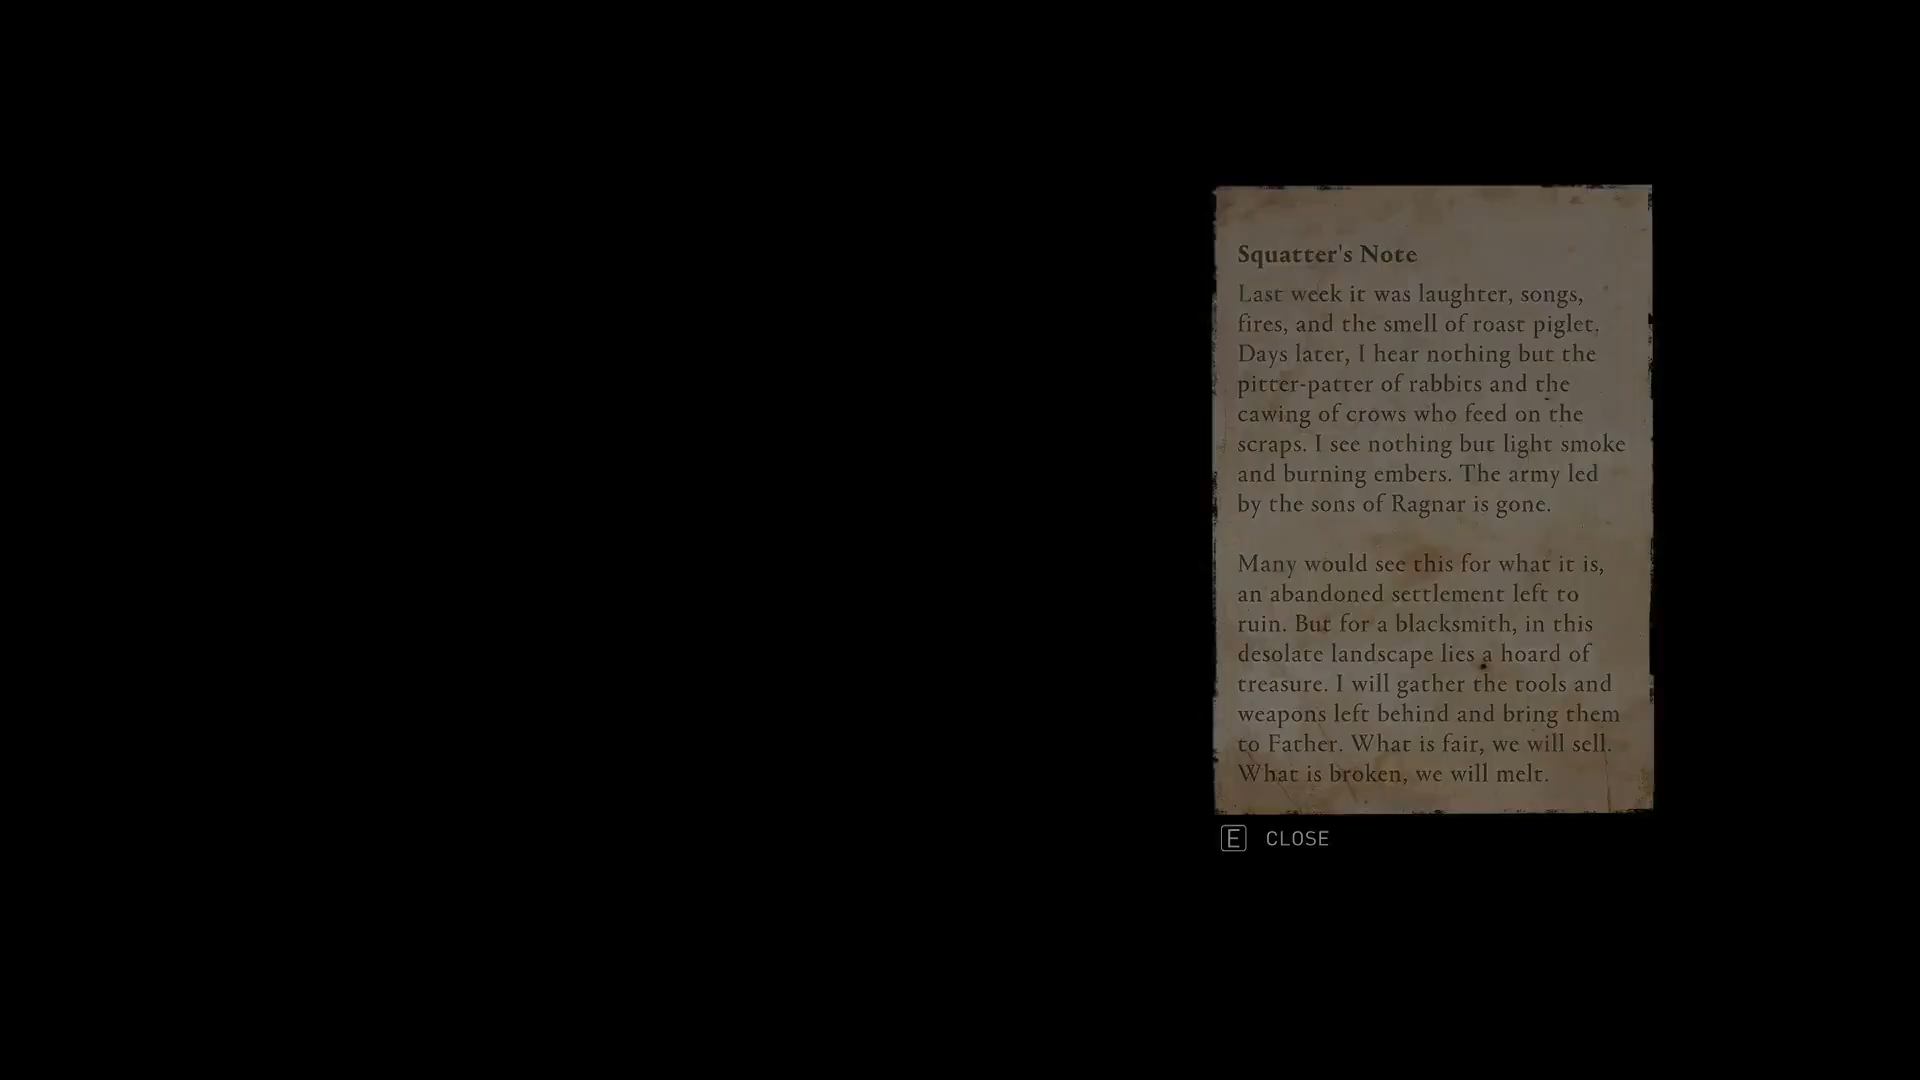 Squatter's Note
Last week it was laughter, songs,
fires, and the smell of roast piglet.
Days later, I hear nothing but the
pitter-patter of rabbits and the
cawing of crows who feed on the
scraps. I see nothing but light smoke
and burning embers. The army led
by the sons of Ragnar is gone.
Many would see this for what it is,
an abandoned settlement left to
ruin. But for a blacksmith, in this
desolate landscape lies a hoard of
treasure. I will gather the tools and
weapons left behind and bring them
to Father. What is fair, we will sell.
What is broken, we will melt.
E CLOSE